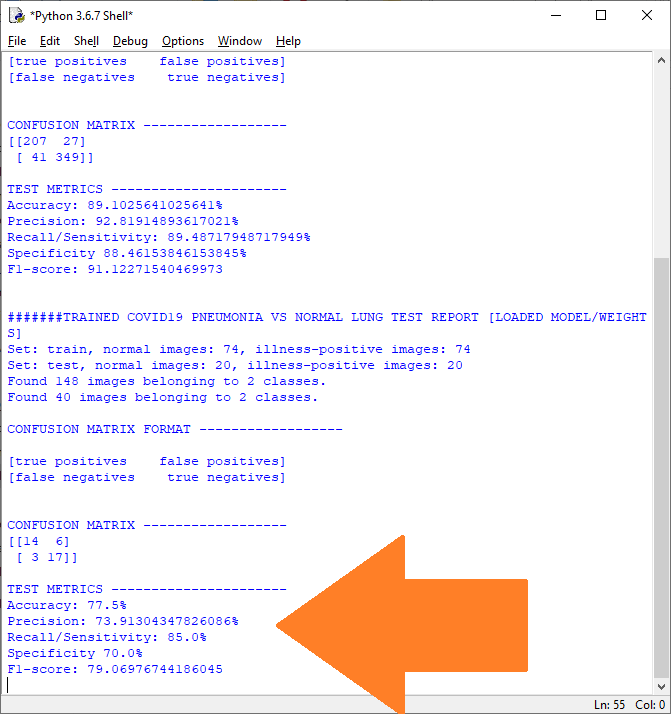 *Python 3.6.7 Shell*
File Edit Shell Debug Options Window Help
[true positives    false positives]
[false negatives    true negatives]
CONFUSION MATRIX ------------------
[[207  27]
 [ 41 349]]
TEST METRICS ----------------------
Accuracy: 89.1025641025641%
Precision: 92.81914893617021%
Recall/Sensitivity: 89.48717948717949%
Specificity 88.46153846153845%
F1-score: 91.12271540469973
#######TRAINED COVID19 PNEUMONIA VS NORMAL LUNG TEST REPORT [LOADED MODEL/WEIGHT
S]
Set: train, normal images: 74, illness-positive images: 74
Set: test, normal images: 20, illness-positive images: 20
Found 148 images belonging to 2 classes.
Found 40 images belonging to 2 classes.
CONFUSION MATRIX FORMAT ------------------
[true positives    false positives]
[false negatives    true negatives]
CONFUSION MATRIX ------------------
[[14  6]
 [ 3 17]]
TEST METRICS ----------------------
Accuracy: 77.5%
Precision: 73.91304347826086%
Recall/Sensitivity: 85.0%
Specificity 70.0%
F1-score: 79.06976744186045
Ln: 55 Col: 0